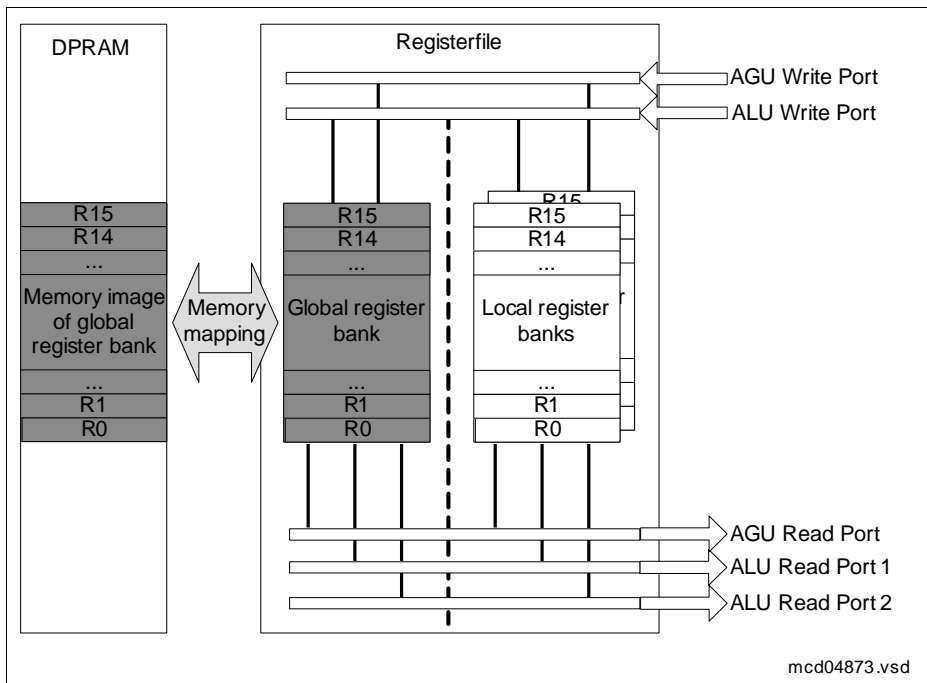 DPRAM
Registerfile
AGU Write Port
ALU Write Port
R15
R14
...
Memory image
of global
register bank
...
R1
R0
Memory
mapping
R15
R14
...
Global register
bank
...
R1
R0
R15
R15
R14
...
Local register
banks
...
R1
R0
AGU Read Port
ALU Read Port 1
ALU Read Port 2
mcd04873.vsd